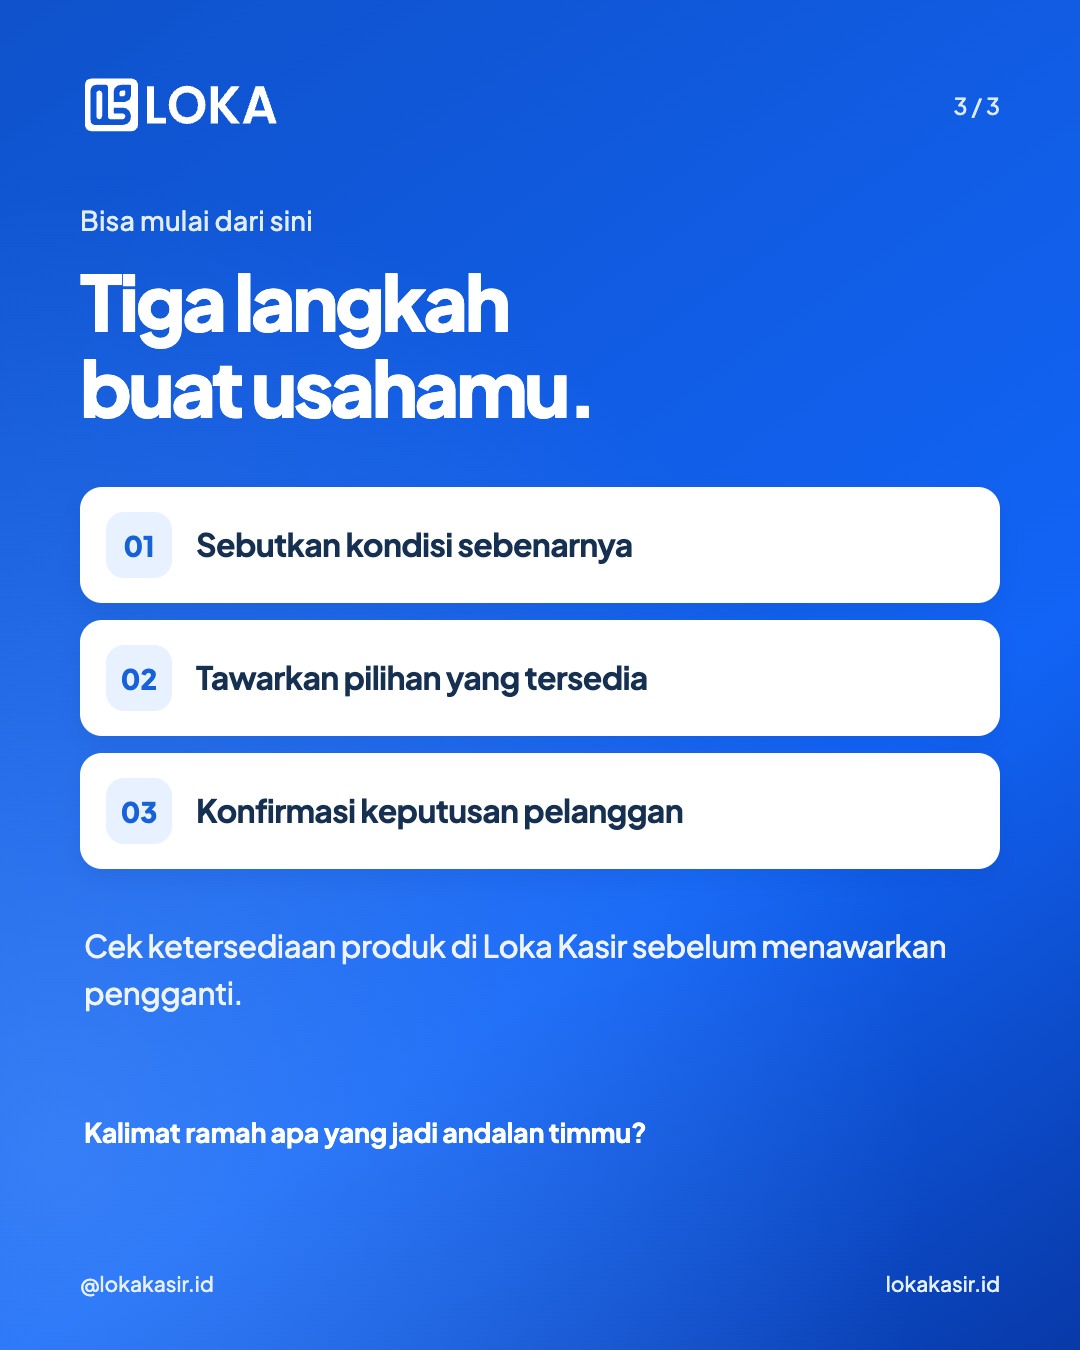 LOKA
3 / 3
Bisa mulai dari sini
Tiga langkah
buat usahamu.
01 Sebutkan kondisi sebenarnya
02 Tawarkan pilihan yang tersedia
03 Konfirmasi keputusan pelanggan
Cek ketersediaan produk di Loka Kasir sebelum menawarkan
pengganti.
Kalimat ramah apa yang jadi andalan timmu?
@lokakasir.id
lokakasir.id